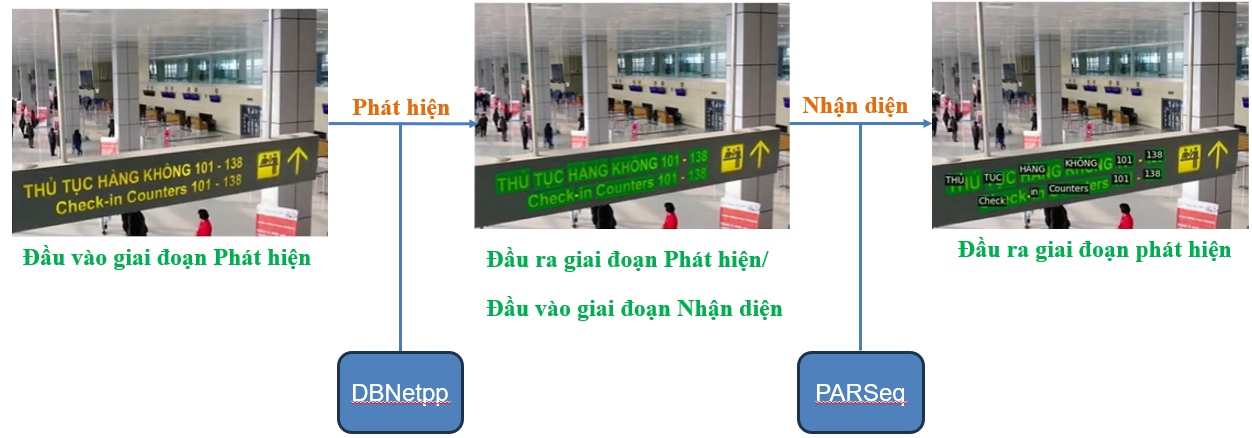 Phát hiện
Nhận diện
THỦ TỤC HÀNG KHÔNG 101 - 138
Check-in Counters 101 - 138
THỦ TỤC HÀNG KHÔNG 101 - 138
Check-in Counters 101 - 138
THỦ TỤC HÀNG KHÔNG 101 - 138
Check in Counters 101 - 138
Đầu vào giai đoạn Phát hiện
Đầu ra giai đoạn Phát hiện/
Đầu vào giai đoạn Nhận diện
Đầu ra giai đoạn phát hiện
DBNetpp
PARSeq